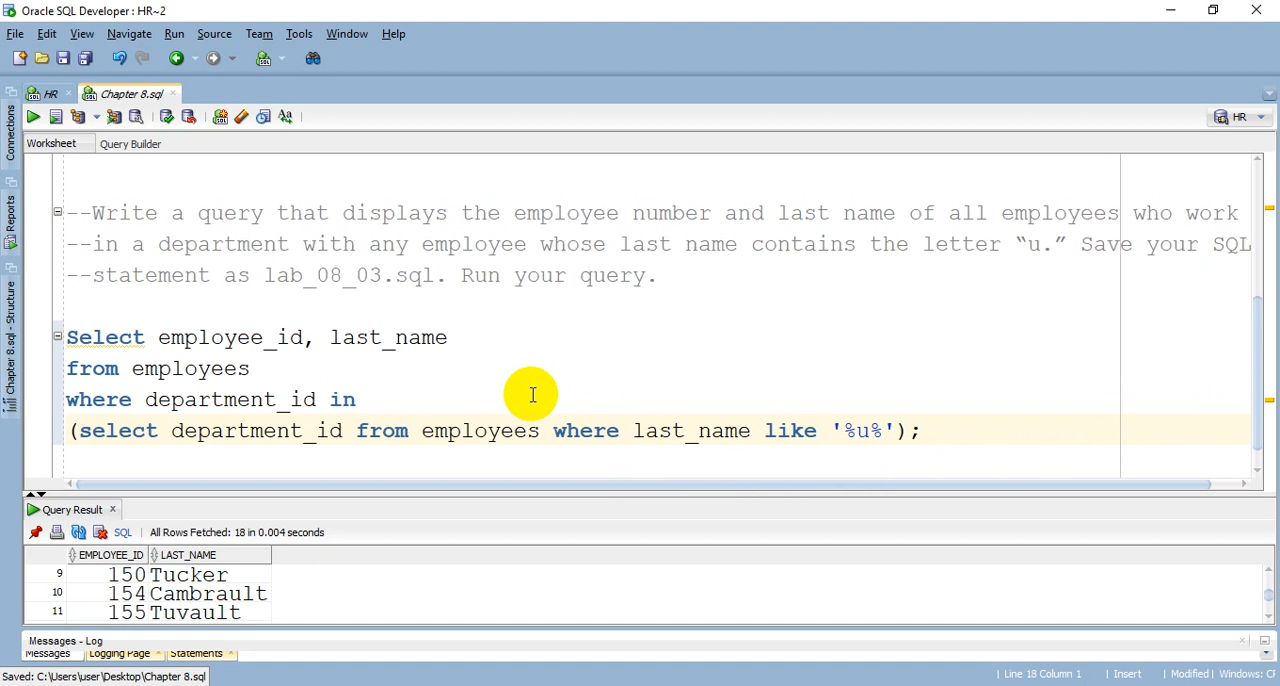 Oracle SQL Developer : HR~2
File Edit View Navigate Run Source Team Tools Window Help
HR × Chapter 8.sql ×
HR
Worksheet Query Builder
Connections
Reports
Chapter 8.sql - Structure
--Write a query that displays the employee number and last name of all employees who work
--in a department with any employee whose last name contains the letter “u.” Save your SQL
--statement as lab_08_03.sql. Run your query.
Select employee_id, last_name
from employees
where department_id in
(select department_id from employees where last_name like '%u%');
Query Result ×
SQL | All Rows Fetched: 18 in 0.004 seconds
EMPLOYEE_ID LAST_NAME
9 150 Tucker
10 154 Cambrault
11 155 Tuvault
Messages - Log
Messages Logging Page × Statements ×
Saved: C:\Users\user\Desktop\Chapter 8.sql | Line 18 Column 1 | Insert | Modified | Windows: Cl